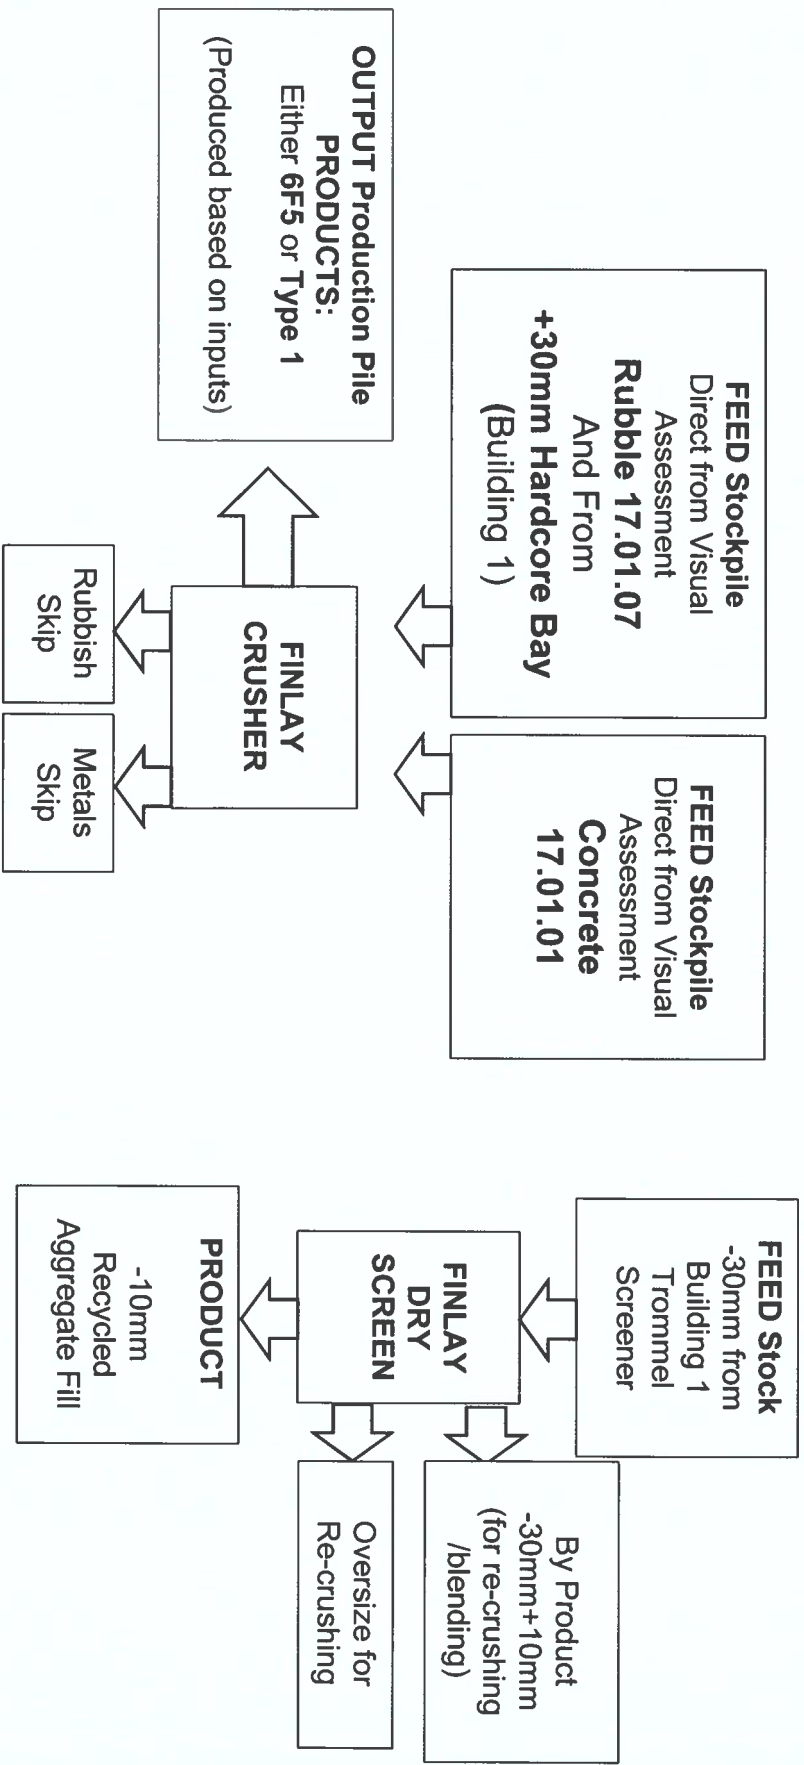 FEED Stockpile
Direct from Visual
Assessment
Rubble 17.01.07
And From
+30mm Hardcore Bay
(Building 1)
FEED Stockpile
Direct from Visual
Assessment
Concrete
17.01.01
OUTPUT Production Pile
PRODUCTS:
Either 6F5 or Type 1
(Produced based on inputs)
FINLAY
CRUSHER
Rubbish
Skip
Metals
Skip
FEED Stock
-30mm from
Building 1
Trommel
Screener
FINLAY
DRY
SCREEN
By Product
-30mm+10mm
(for re-crushing
/blending)
Oversize for
Re-crushing
PRODUCT
-10mm
Recycled
Aggregate Fill